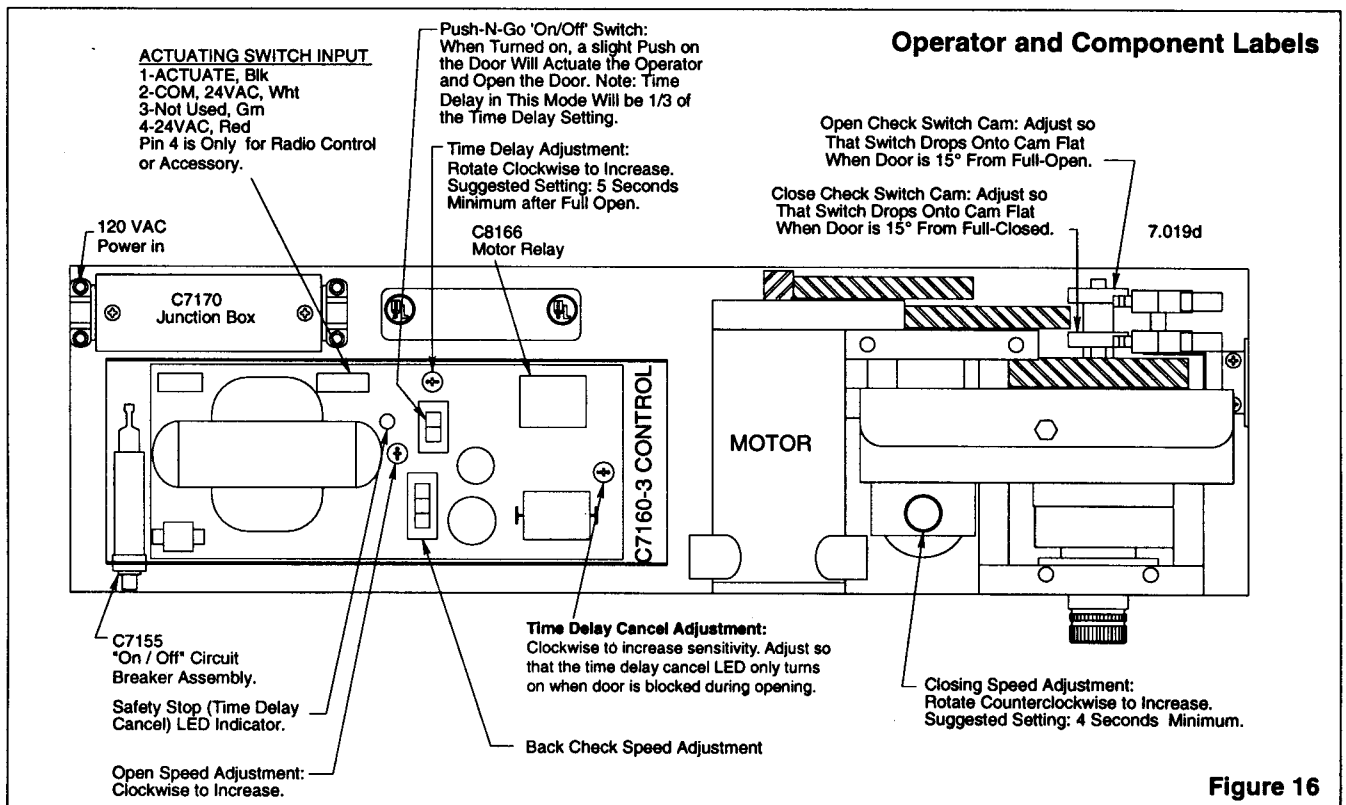 Operator and Component Labels
ACTUATING SWITCH INPUT
1-ACTUATE, Blk
2-COM, 24VAC, Wht
3-Not Used, Grn
4-24VAC, Red
Pin 4 is Only for Radio Control
or Accessory.
Push-N-Go 'On/Off' Switch:
When Turned on, a slight Push on
the Door Will Actuate the Operator
and Open the Door. Note: Time
Delay in This Mode Will be 1/3 of
the Time Delay Setting.
Time Delay Adjustment:
Rotate Clockwise to Increase.
Suggested Setting: 5 Seconds
Minimum after Full Open.
C8166
Motor Relay
Open Check Switch Cam: Adjust so
That Switch Drops Onto Cam Flat
When Door is 15° From Full-Open.
Close Check Switch Cam: Adjust so
That Switch Drops Onto Cam Flat
When Door is 15° From Full-Closed.
7.019d
120 VAC
Power in
C7170
Junction Box
UL
UL
C7160-3 CONTROL
MOTOR
C7155
"On / Off" Circuit
Breaker Assembly.
Safety Stop (Time Delay
Cancel) LED Indicator.
Open Speed Adjustment:
Clockwise to Increase.
Time Delay Cancel Adjustment:
Clockwise to increase sensitivity. Adjust so
that the time delay cancel LED only turns
on when door is blocked during opening.
Back Check Speed Adjustment
Closing Speed Adjustment:
Rotate Counterclockwise to Increase.
Suggested Setting: 4 Seconds Minimum.
Figure 16